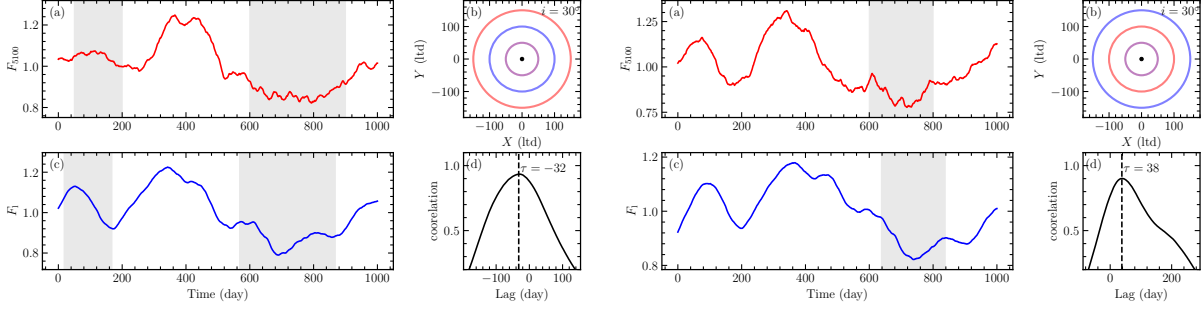 (a)
F5100
1.2
1.0
0.8
0 200 400 600 800 1000
(b)
i = 30°
Y (ltd)
100
0
−100
−100 0 100
X (ltd)
(c)
Fl
1.2
1.0
0.8
0 200 400 600 800 1000
Time (day)
(d)
τ = −32
coorelation
1.0
0.5
−100 0 100
Lag (day)
(a)
F5100
1.25
1.00
0.75
0 200 400 600 800 1000
(b)
i = 30°
Y (ltd)
100
0
−100
−100 0 100
X (ltd)
(c)
Fl
1.2
1.0
0.8
0 200 400 600 800 1000
Time (day)
(d)
τ = 38
coorelation
1.0
0.5
0 200
Lag (day)